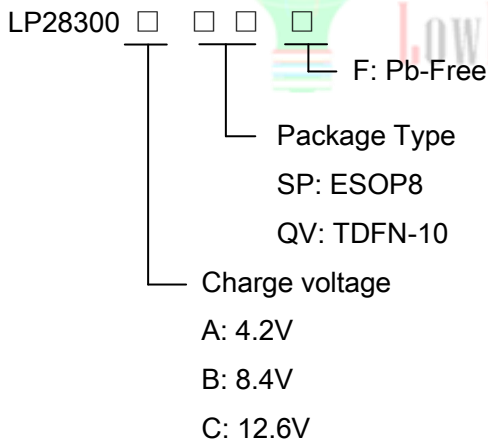 LP28300 □ □ □ □
F: Pb-Free
Package Type
SP: ESOP8
QV: TDFN-10
Charge voltage
A: 4.2V
B: 8.4V
C: 12.6V